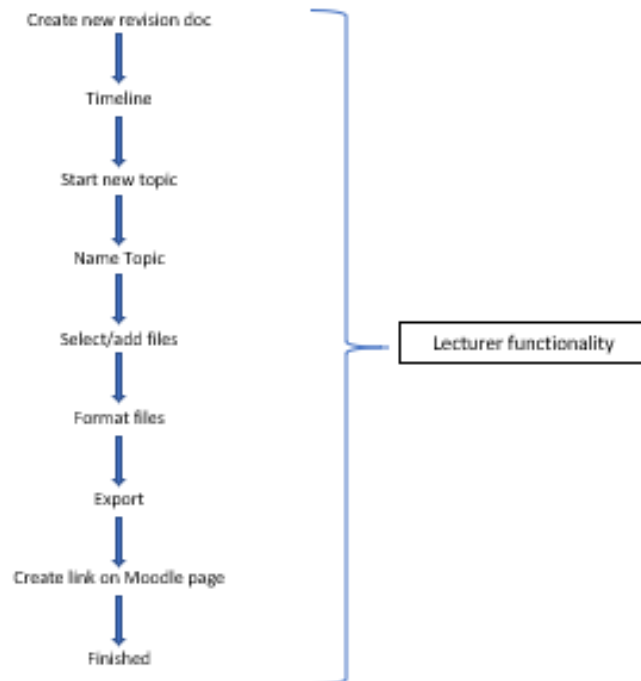 Create new revision doc
Timeline
Start new topic
Name Topic
Select/add files
Format files
Export
Create link on Moodle page
Finished
Lecturer functionality